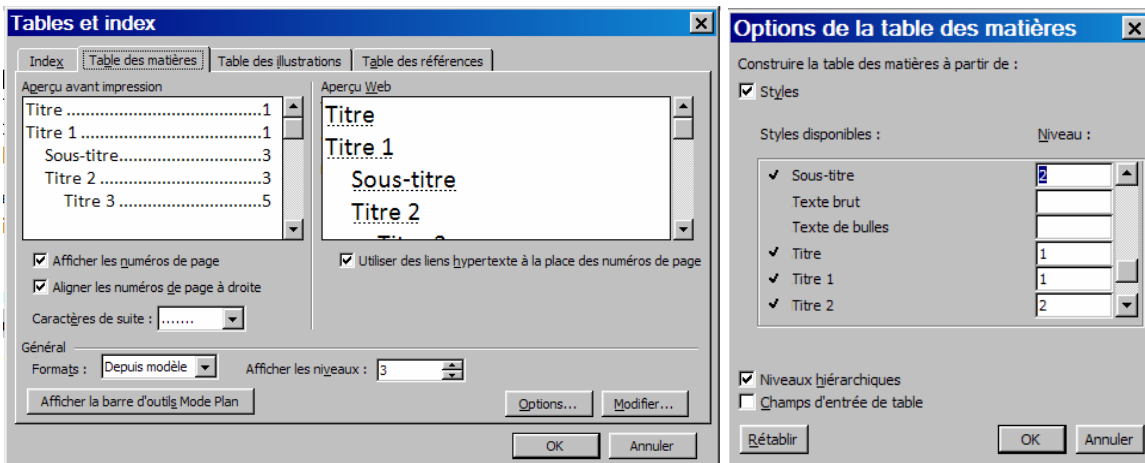 Tables et index
Index
Table des matières
Table des illustrations
Table des références
Aperçu avant impression
Titre ..........................................1
Titre 1 ........................................1
Sous-titre...............................3
Titre 2 ...................................3
Titre 3 ...............................5
Aperçu Web
Titre
Titre 1
Sous-titre
Titre 2
Afficher les numéros de page
Aligner les numéros de page à droite
Caractères de suite : .......
Utiliser des liens hypertexte à la place des numéros de page
Général
Formats : Depuis modèle
Afficher les niveaux : 3
Afficher la barre d'outils Mode Plan
Options...
Modifier...
OK
Annuler
Options de la table des matières
Construire la table des matières à partir de :
Styles
Styles disponibles : Niveau :
Sous-titre 2
Texte brut
Texte de bulles
Titre 1
Titre 1 1
Titre 2 2
Niveaux hiérarchiques
Champs d'entrée de table
Rétablir
OK
Annuler